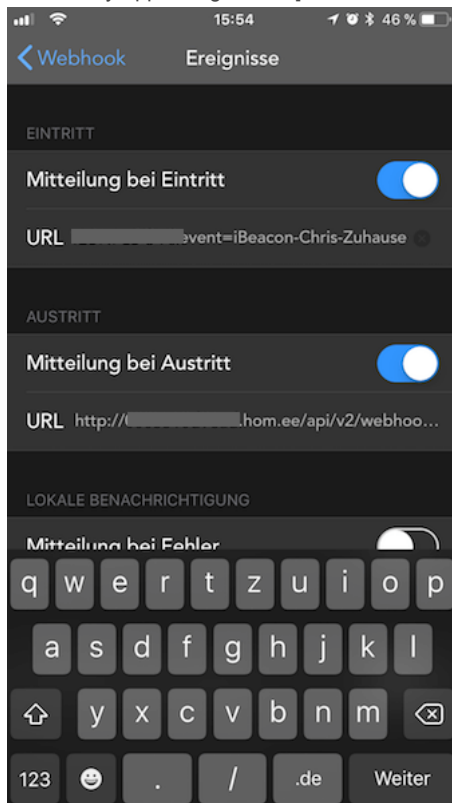 15:54 46 %
Webhook Ereignisse
EINTRITT
Mitteilung bei Eintritt
URL event=iBeacon-Chris-Zuhause
AUSTRITT
Mitteilung bei Austritt
URL http:// .hom.ee/api/v2/webhoo...
LOKALE BENACHRICHTIGUNG
Mitteilung bei Fehler
q w e r t z u i o p
a s d f g h j k l
y x c v b n m
123 . / .de Weiter